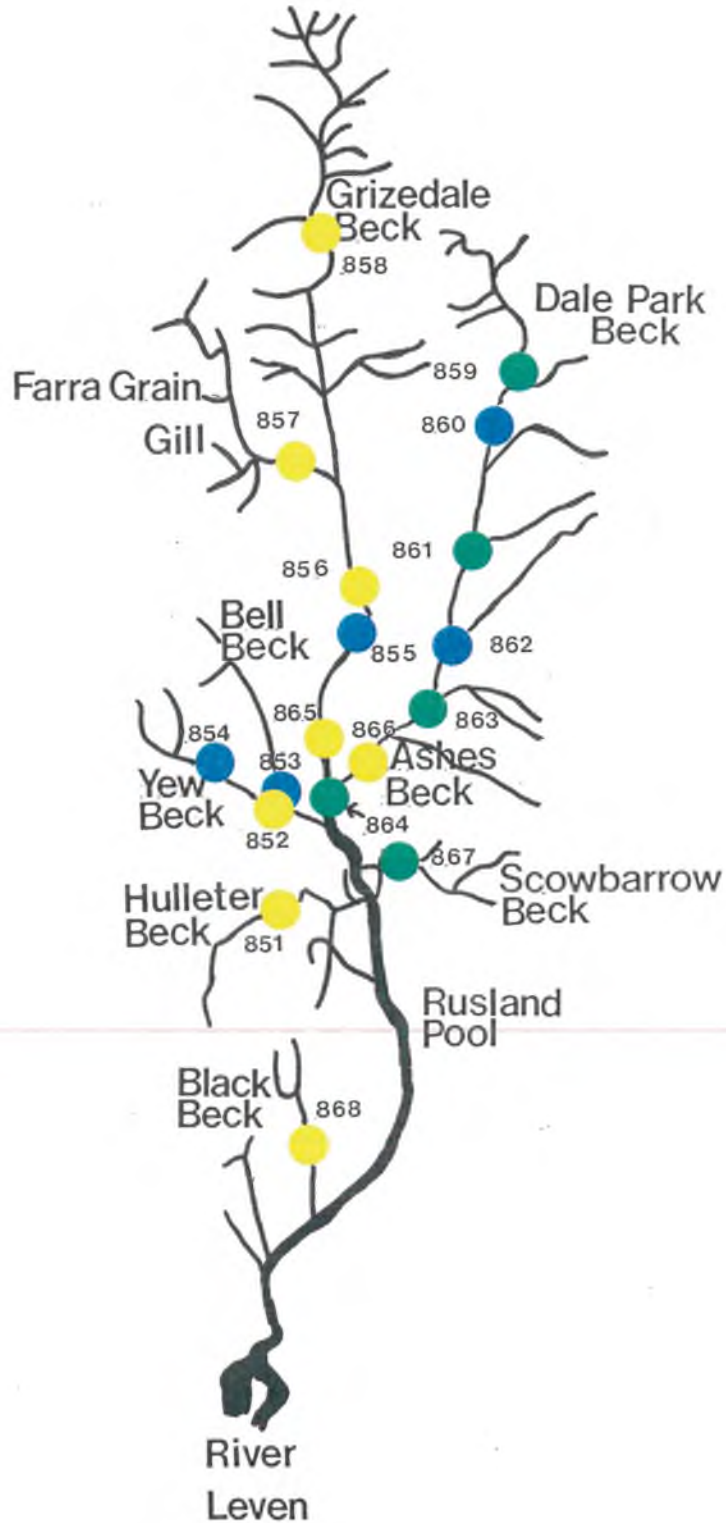 Grizedale
Beck
858
Dale Park
Beck
859
Farra Grain
857
860
Gill
861
856
Bell
Beck
855
862
865
863
866
854
853
Ashes
Beck
Yew
Beck
864
852
867
Scowbarrow
Beck
Hulleter
Beck
851
Rusland
Pool
Black
Beck
868
River
Leven